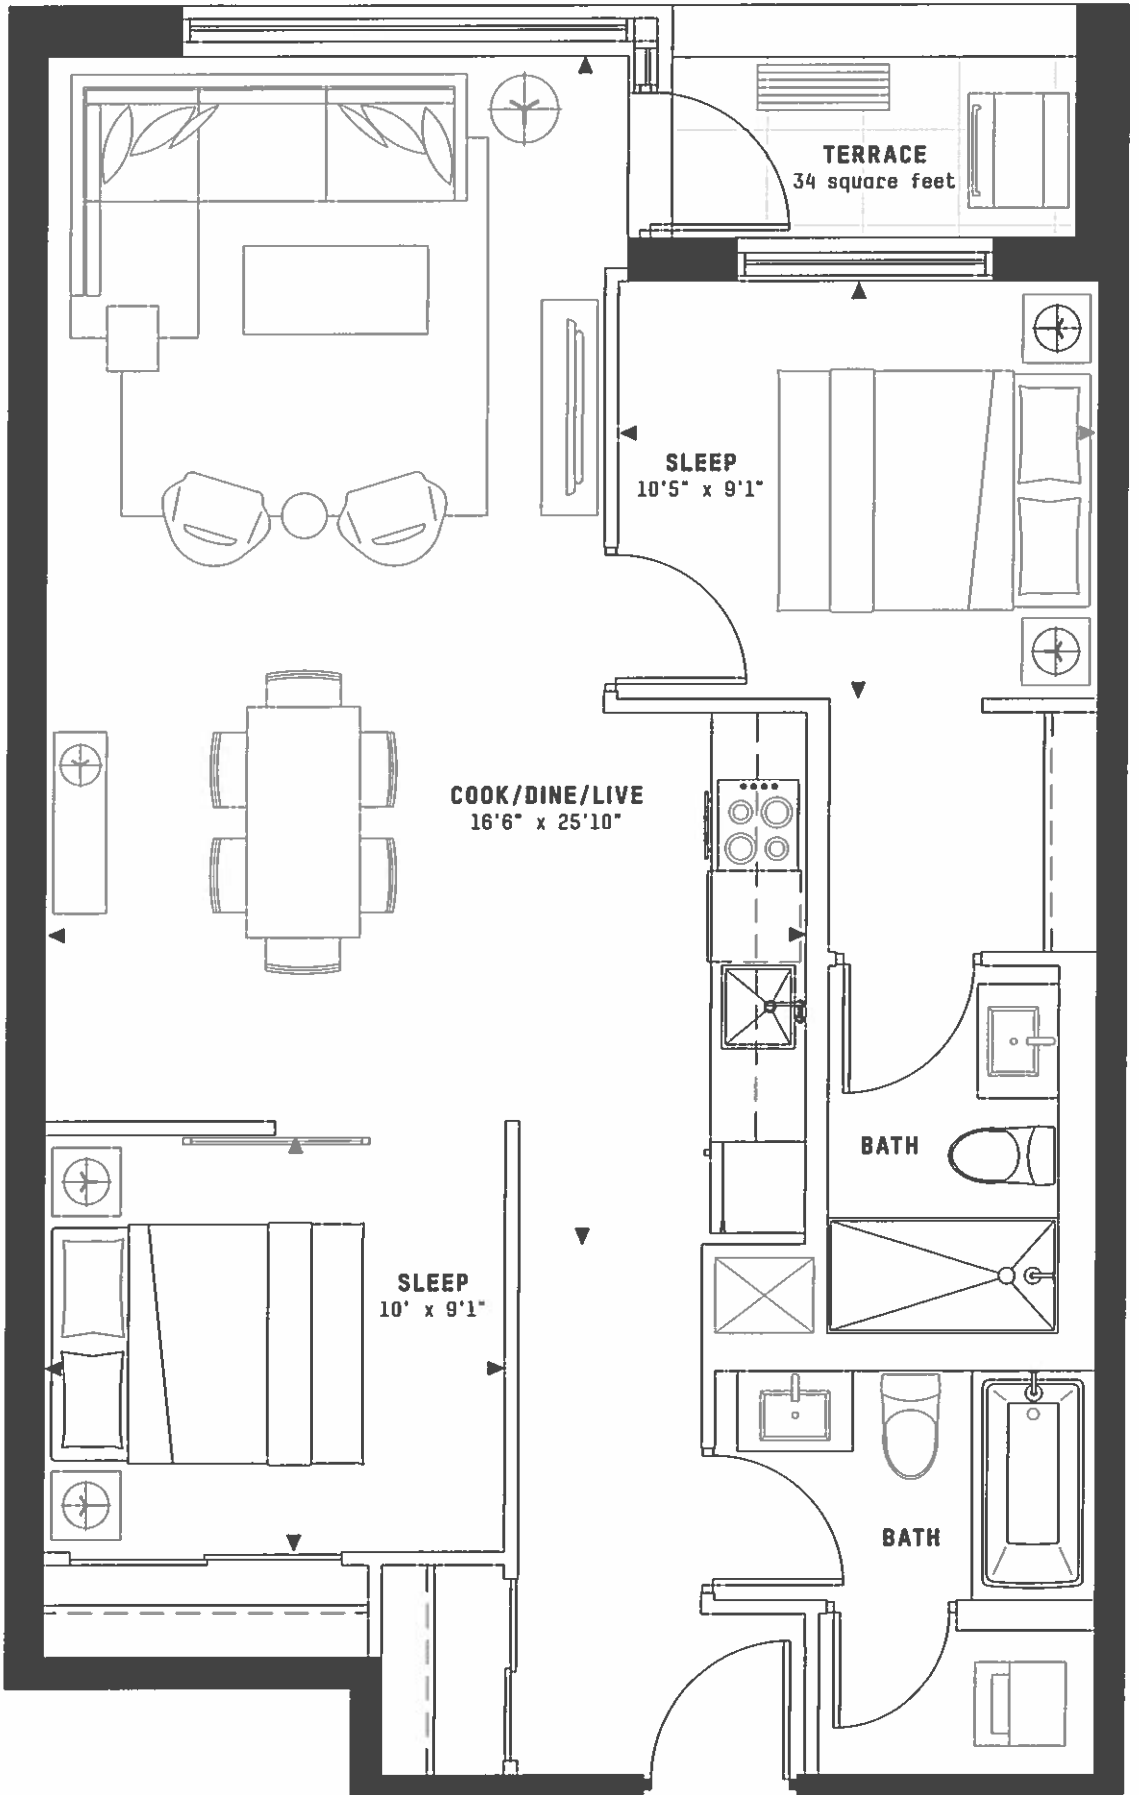 TERRACE
34 square feet
SLEEP
10'5" x 9'1"
COOK/DINE/LIVE
16'6" x 25'10"
BATH
SLEEP
10' x 9'1"
BATH